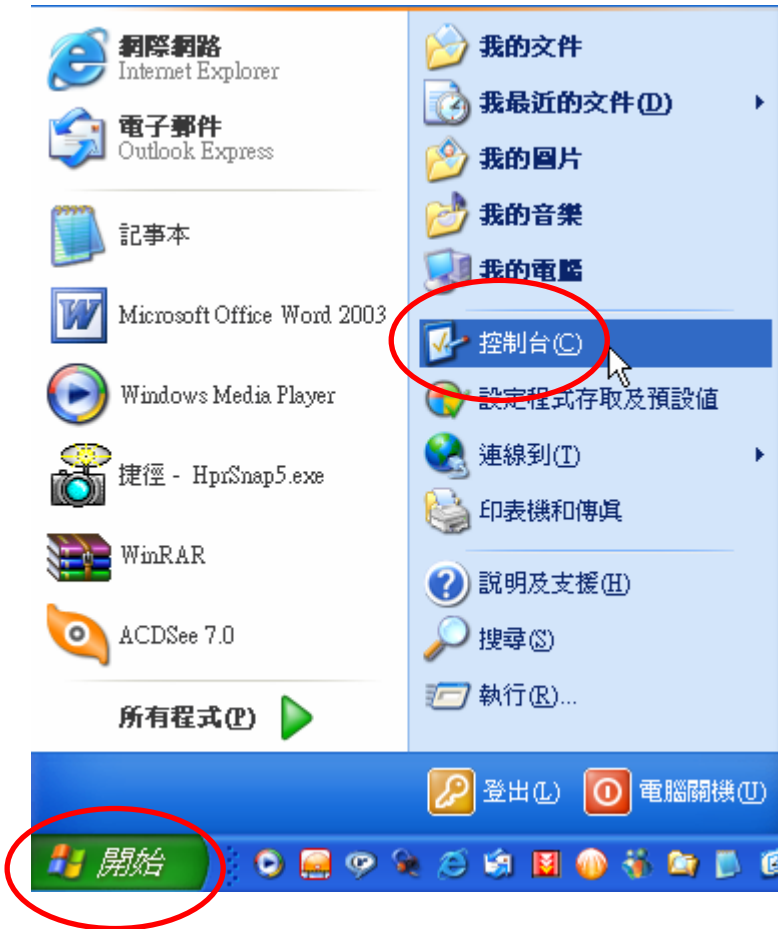 網際網路
Internet Explorer
電子郵件
Outlook Express
記事本
Microsoft Office Word 2003
Windows Media Player
捷徑 - HprSnap5.exe
WinRAR
ACDSee 7.0
所有程式(P)
我的文件
我最近的文件(D)
我的圖片
我的音樂
我的電腦
控制台(C)
設定程式存取及預設值
連線到(T)
印表機和傳真
說明及支援(H)
搜尋(S)
執行(R)...
登出(L)
電腦關機(U)
開始